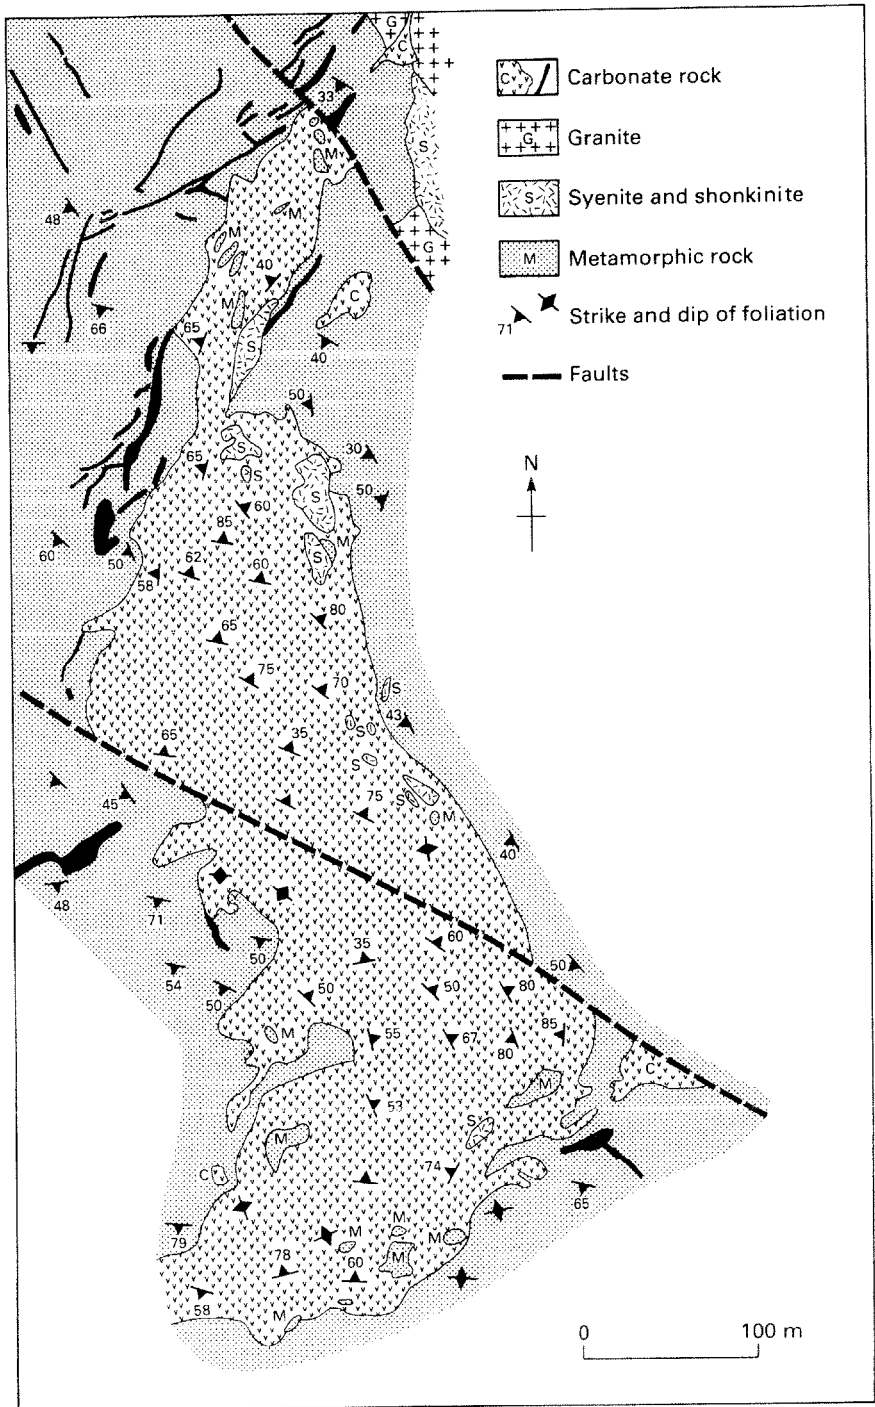 G
C
C Carbonate rock
33
G Granite
S
M
S Syenite and shonkinite
48
M
M
G
M Metamorphic rock
40
C
M
66
65
S
71 Strike and dip of foliation
40
Faults
50
65
S
30
S
N
S
50
60
85
M
60
50
62
60
S
58
80
65
75
70
S
43
65
35
S
S
45
75
M
40
48
71
60
50
35
50
54
50
50
50
80
M
55
67
85
80
C
M
53
S
M
C
74
65
M
M
79
M
78
60
M
58
M
0 100 m